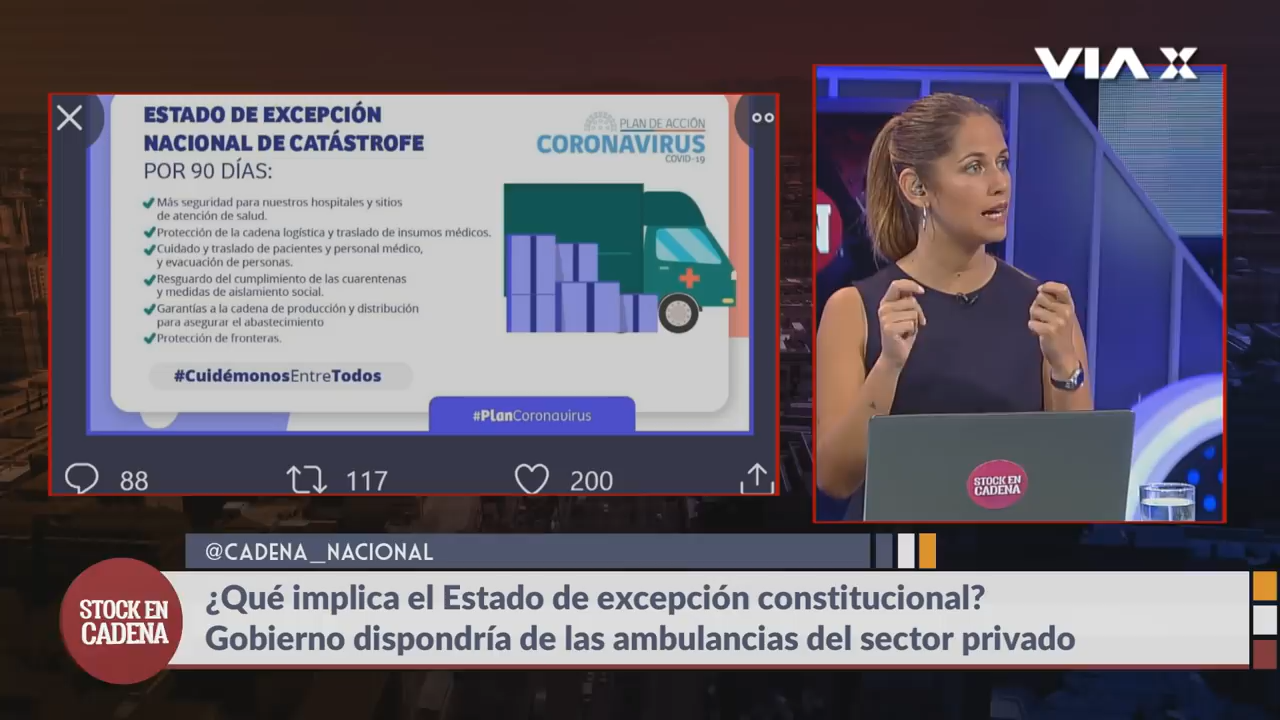 VIA X
ESTADO DE EXCEPCIÓN
NACIONAL DE CATÁSTROFE
POR 90 DÍAS:
PLAN DE ACCIÓN
CORONAVIRUS
COVID-19
Más seguridad para nuestros hospitales y sitios
de atención de salud.
Protección de la cadena logística y traslado de insumos médicos.
Cuidado y traslado de pacientes y personal médico,
y evacuación de personas.
Resguardo del cumplimiento de las cuarentenas
y medidas de aislamiento social.
Garantías a la cadena de producción y distribución
para asegurar el abastecimiento
Protección de fronteras.
#CuidémonosEntreTodos
#PlanCoronavirus
88
117
200
STOCK EN
CADENA
@CADENA_NACIONAL
STOCK EN
CADENA
¿Qué implica el Estado de excepción constitucional?
Gobierno dispondría de las ambulancias del sector privado